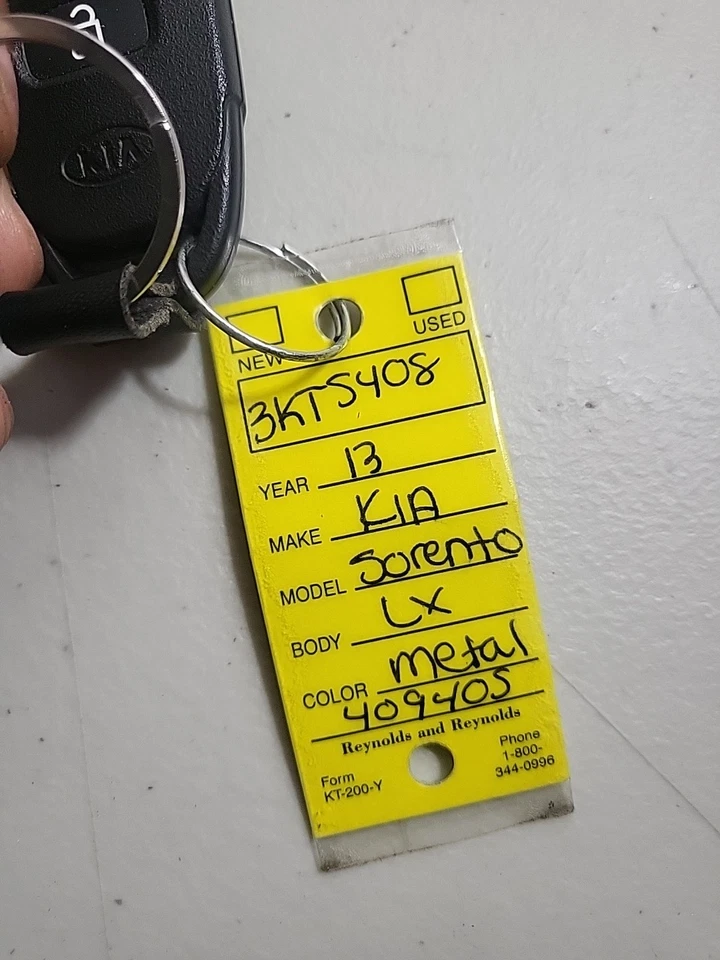 KIA
NEW
USED
3KT5408
YEAR 13
MAKE KIA
MODEL Sorento
BODY LX
COLOR metal
409405
Reynolds and Reynolds
Form
KT-200-Y
Phone
1-800-
344-0996